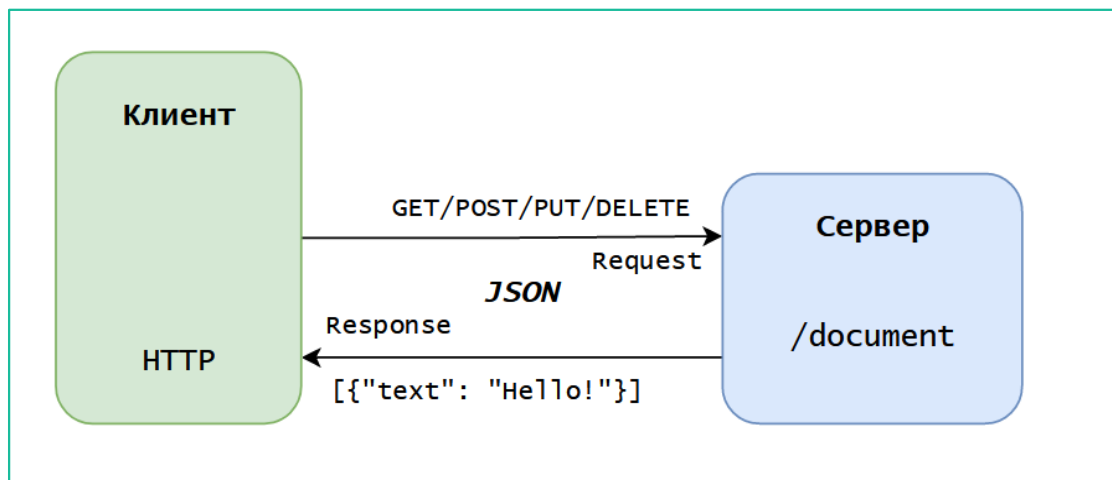 Клиент
GET/POST/PUT/DELETE
Сервер
Request
JSON
Response
/document
HTTP
[{"text": "Hello!"}]